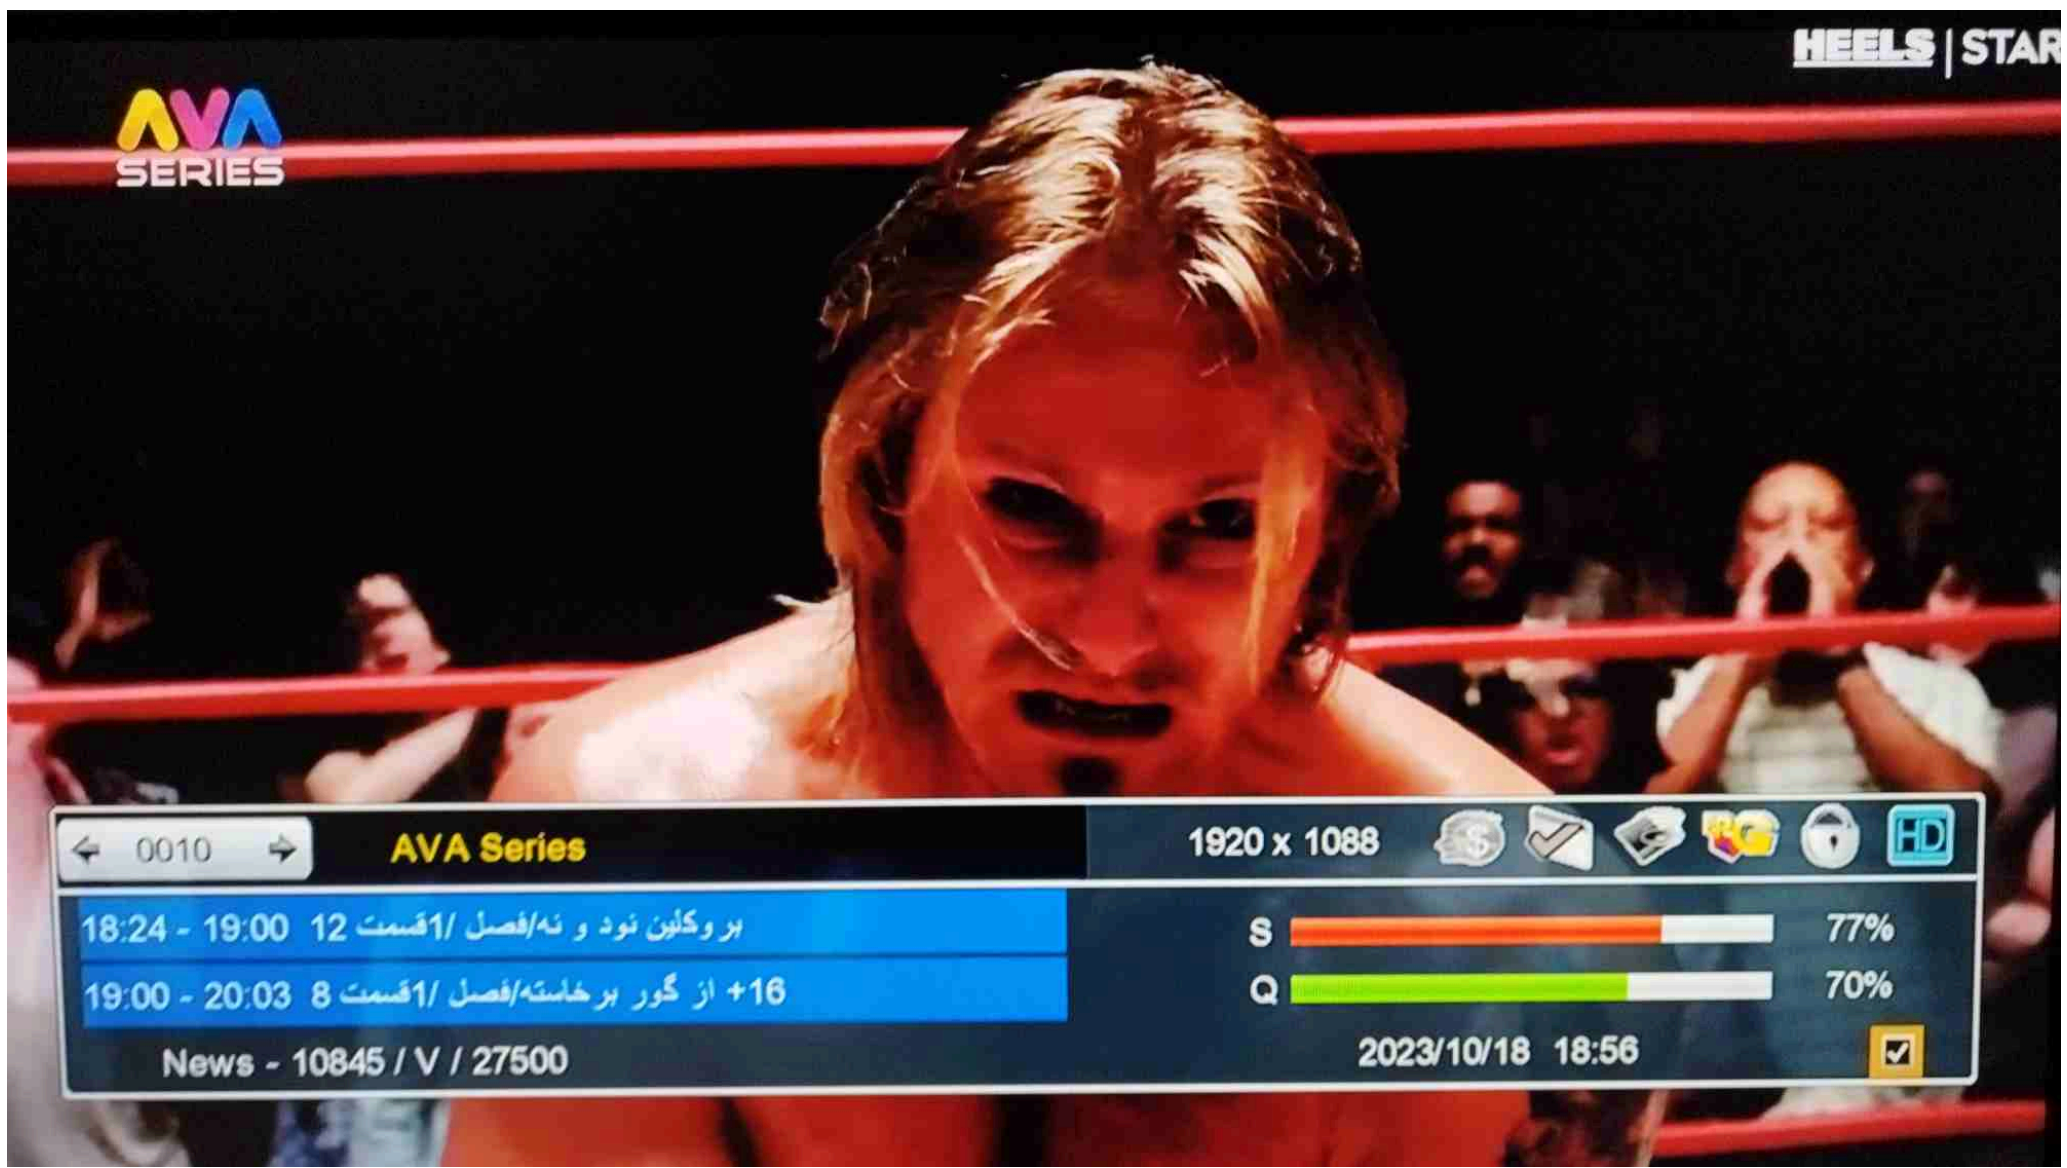 HEELS | STAR
AVA
SERIES
0010 AVA Series 1920 x 1088 HD
18:24 - 19:00 بروکلین نود و نه/فصل 1/قسمت 12
S 77%
19:00 - 20:03 +16 از گور برخاسته/فصل 1/قسمت 8
Q 70%
News - 10845 / V / 27500
2023/10/18 18:56